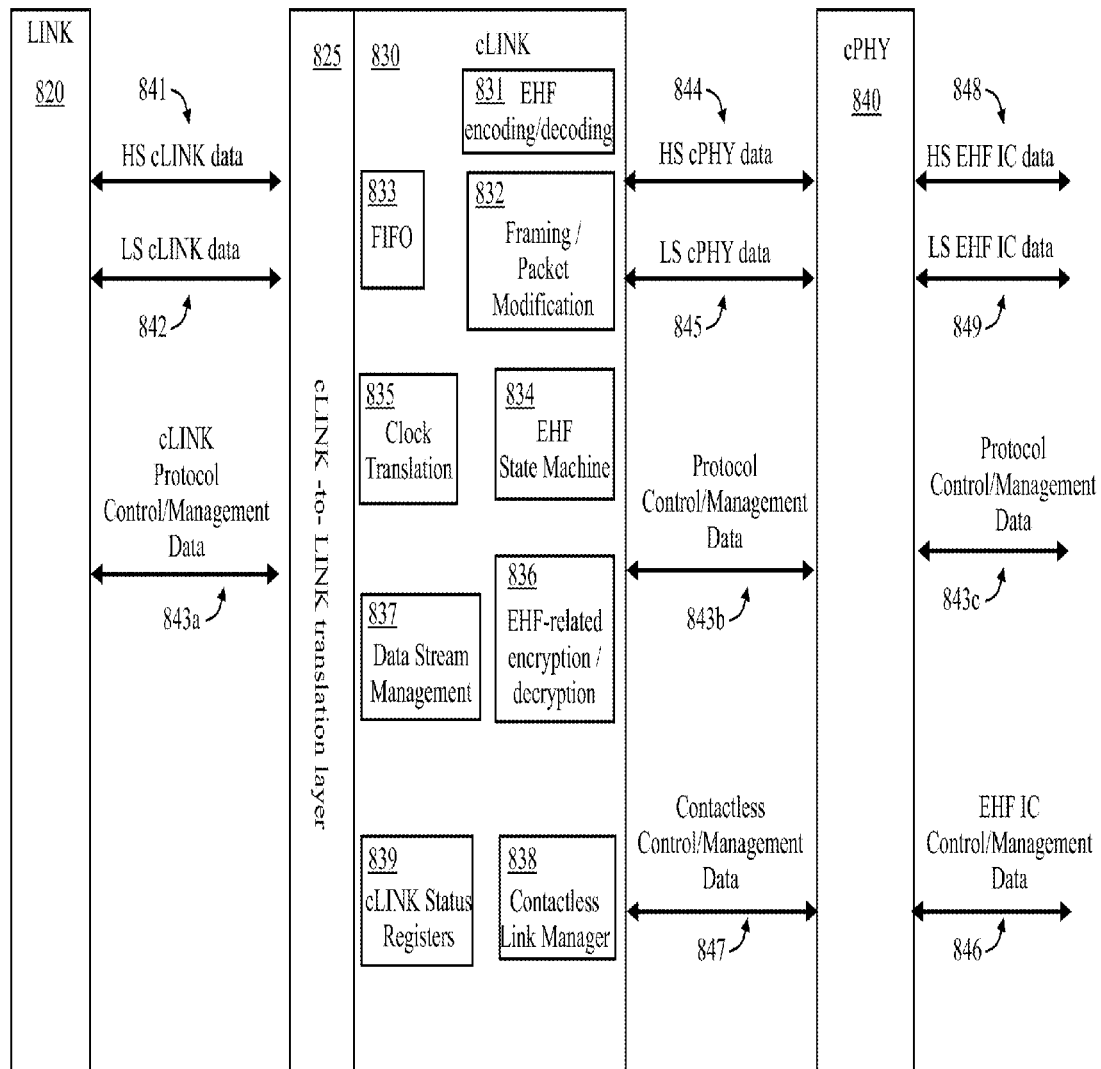 LINK
820
825
cLINK -to- LINK translation layer
830
cLINK
831
EHF
encoding/decoding
833
FIFO
832
Framing /
Packet
Modification
835
Clock
Translation
834
EHF
State Machine
837
Data Stream
Management
836
EHF-related
encryption /
decryption
839
cLINK Status
Registers
838
Contactless
Link Manager
cPHY
840
841
HS cLINK data
LS cLINK data
842
cLINK
Protocol
Control/Management
Data
843a
844
HS cPHY data
LS cPHY data
845
Protocol
Control/Management
Data
843b
Contactless
Control/Management
Data
847
848
HS EHF IC data
LS EHF IC data
849
Protocol
Control/Management
Data
843c
EHF IC
Control/Management
Data
846